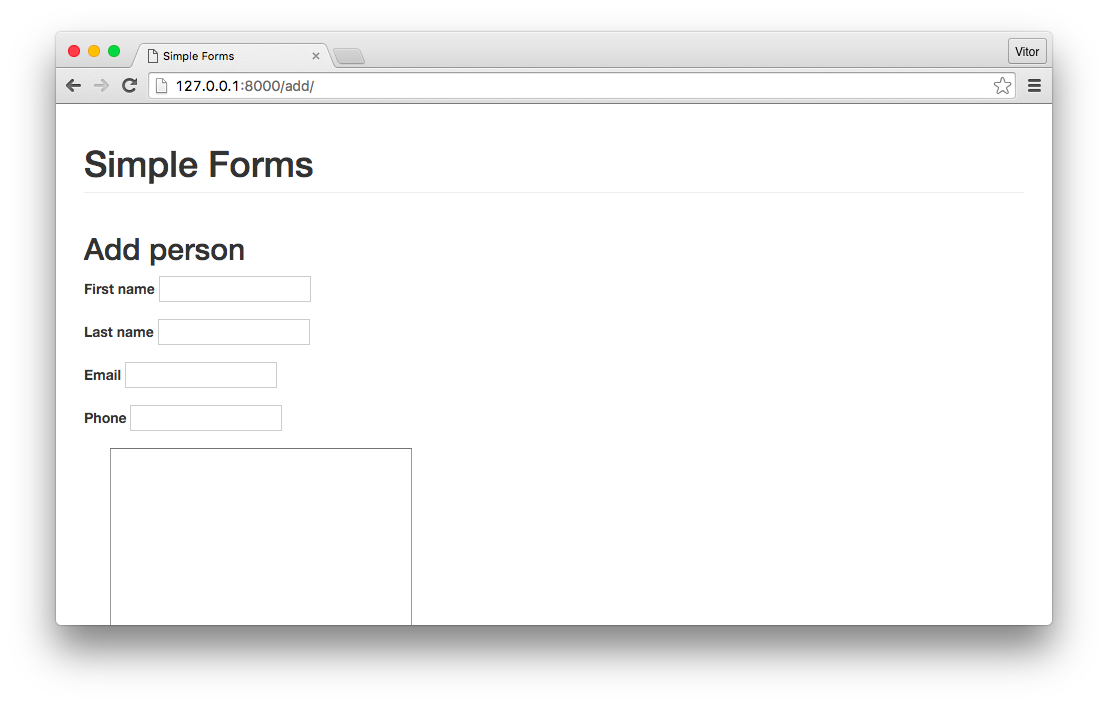 Simple Forms
Vitor
127.0.0.1:8000/add/
Simple Forms
Add person
First name
Last name
Email
Phone